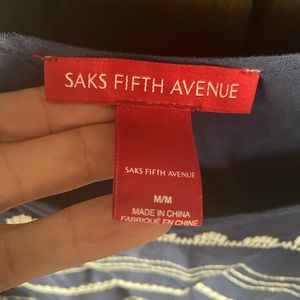 SAKS FIFTH AVENUE
SAKS FIFTH AVENUE
M/M
MADE IN CHINA
FABRIQUÉ EN CHINE